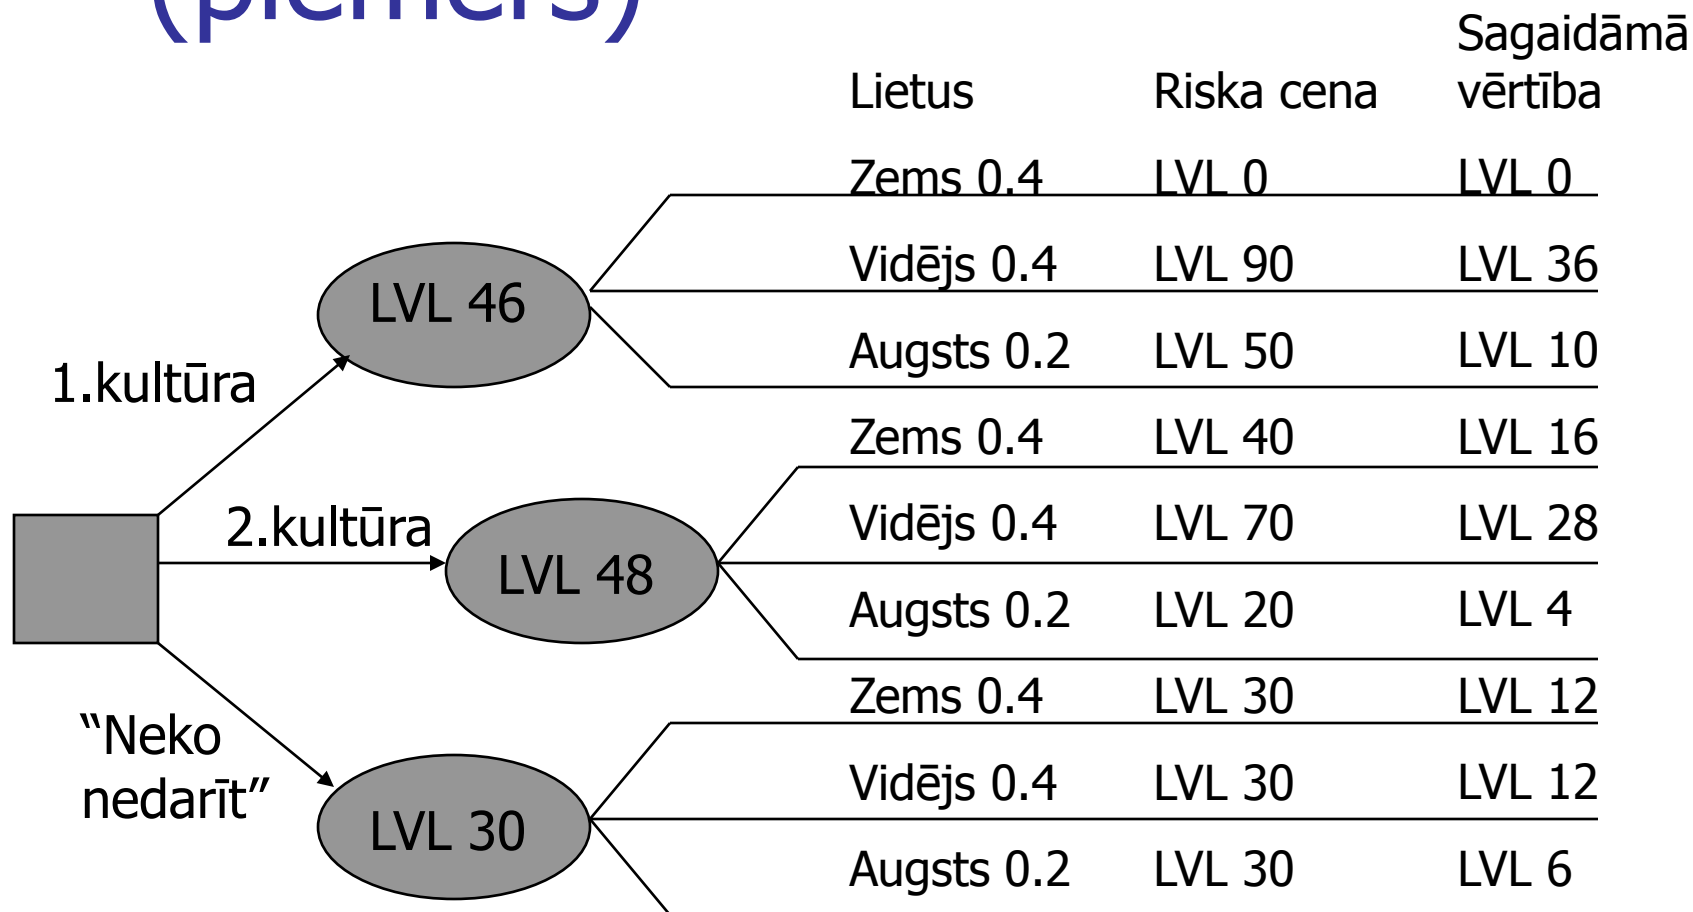 (piemērs)
Sagaidāmā
Lietus Riska cena vērtība
Zems 0.4 LVL 0 LVL 0
Vidējs 0.4 LVL 90 LVL 36
LVL 46
Augsts 0.2 LVL 50 LVL 10
1.kultūra
Zems 0.4 LVL 40 LVL 16
2.kultūra Vidējs 0.4 LVL 70 LVL 28
LVL 48
Augsts 0.2 LVL 20 LVL 4
Zems 0.4 LVL 30 LVL 12
“Neko
nedarīt” Vidējs 0.4 LVL 30 LVL 12
LVL 30
Augsts 0.2 LVL 30 LVL 6